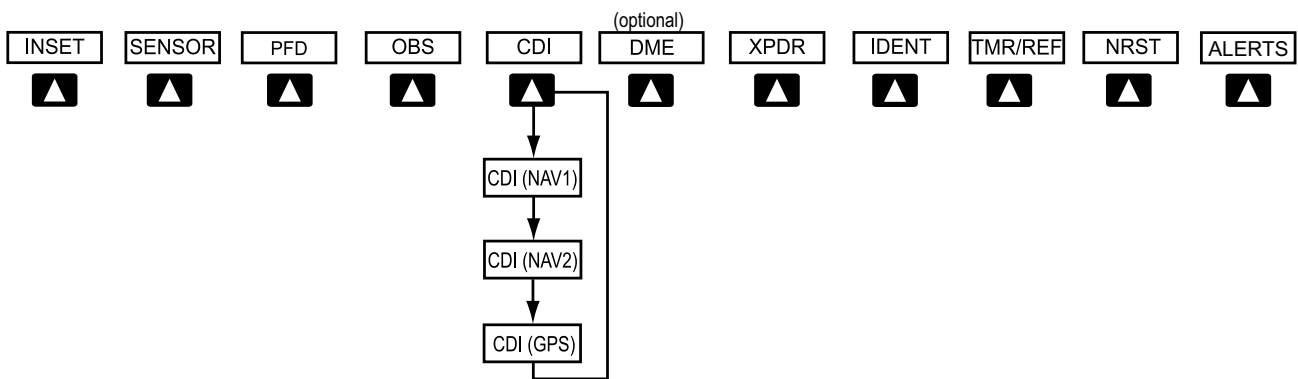 (optional)
INSET SENSOR PFD OBS CDI DME XPDR IDENT TMR/REF NRST ALERTS
CDI (NAV1)
CDI (NAV2)
CDI (GPS)